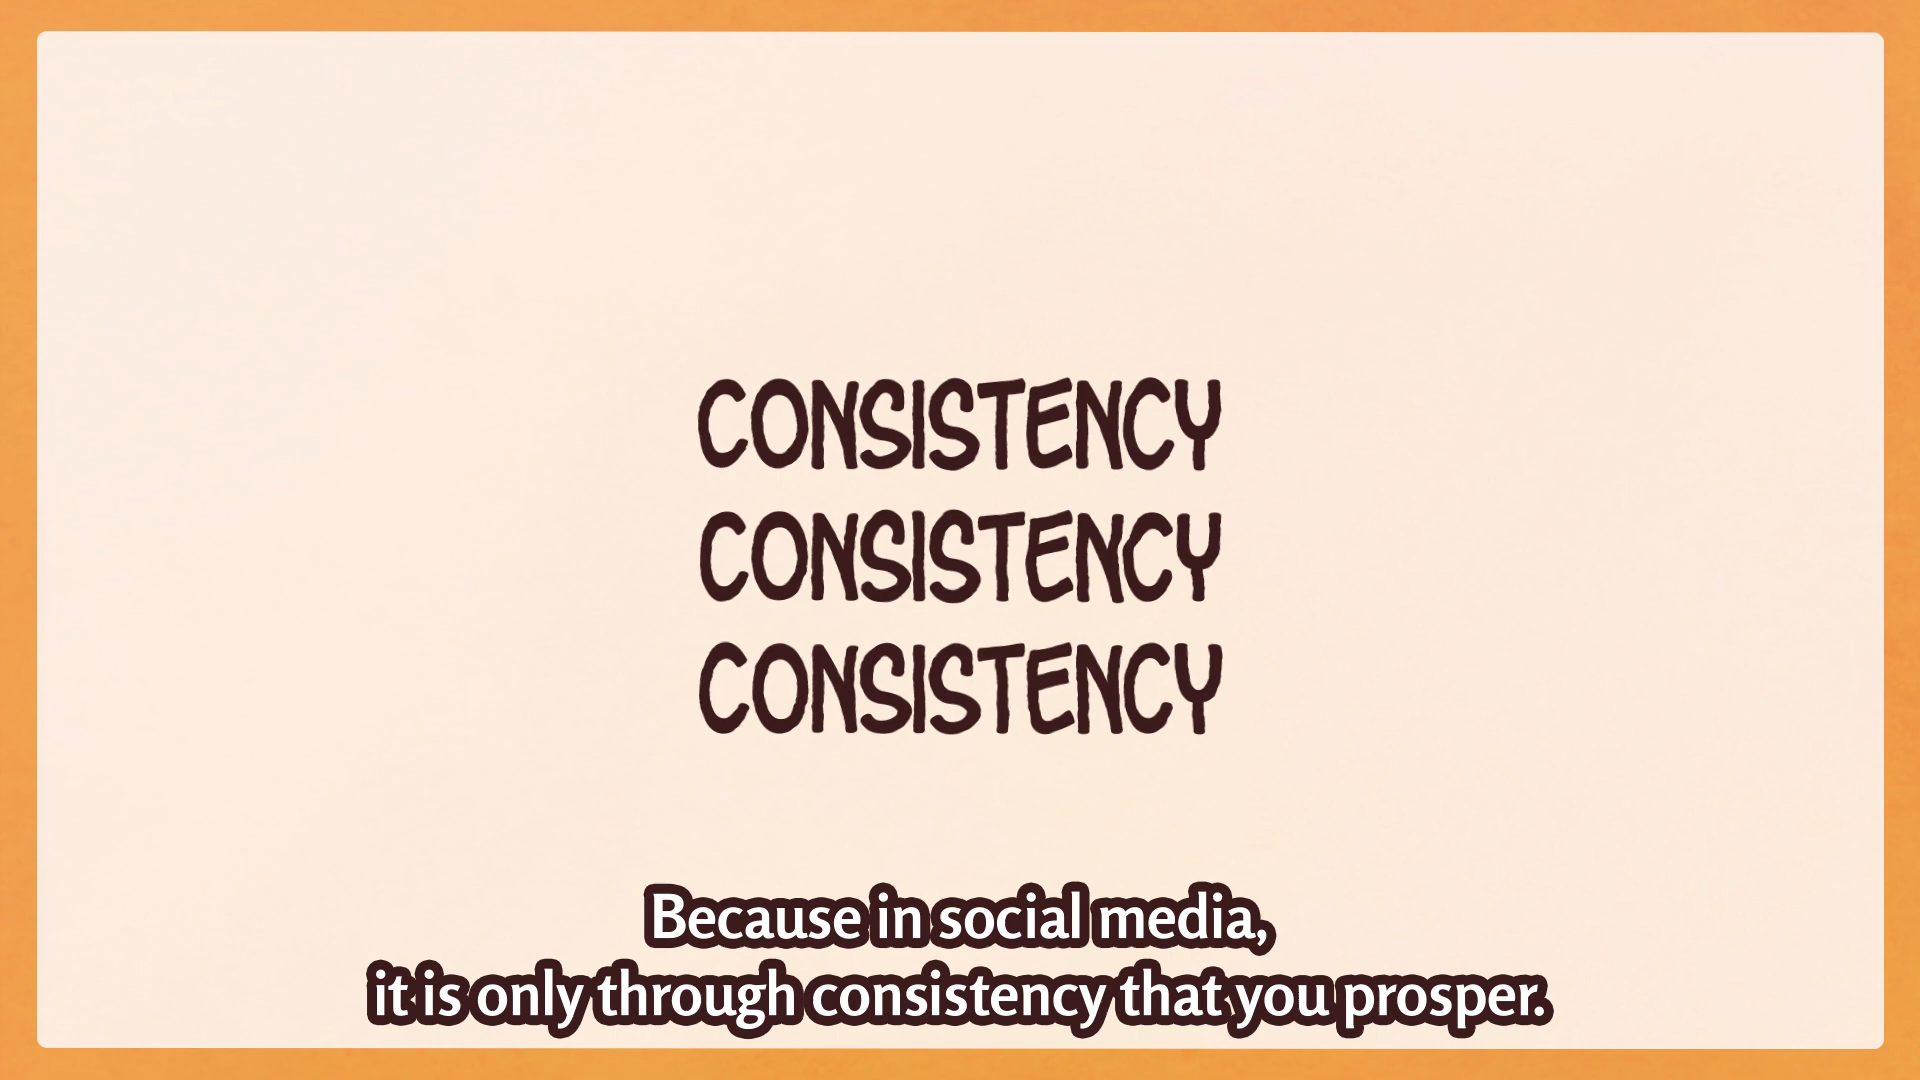 CONSISTENCY
CONSISTENCY
CONSISTENCY
Because in social media,
it is only through consistency that you prosper.